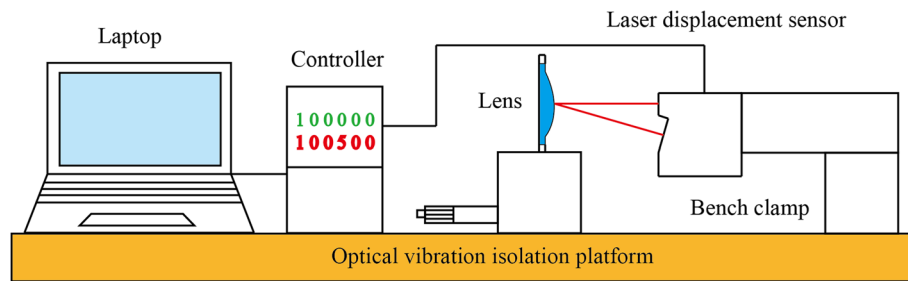 Laser displacement sensor
Laptop
Controller
Lens
100000
100500
Bench clamp
Optical vibration isolation platform